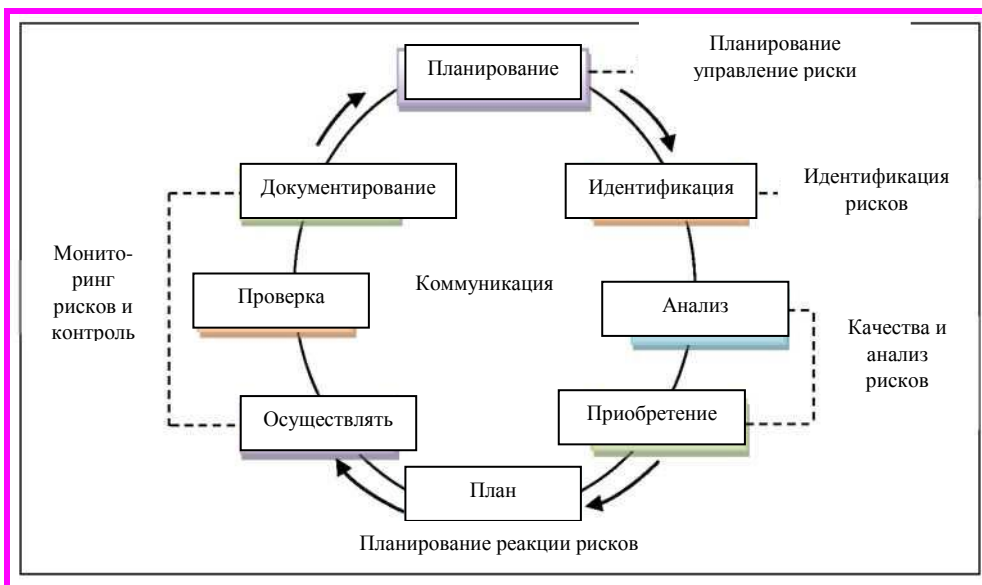 Планирование
Планирование
управление риски
Документирование
Идентификация
Идентификация
рисков
Монито-
ринг
рисков и
контроль
Проверка
Коммуникация
Анализ
Качества и
анализ
рисков
Осуществлять
Приобретение
План
Планирование реакции рисков